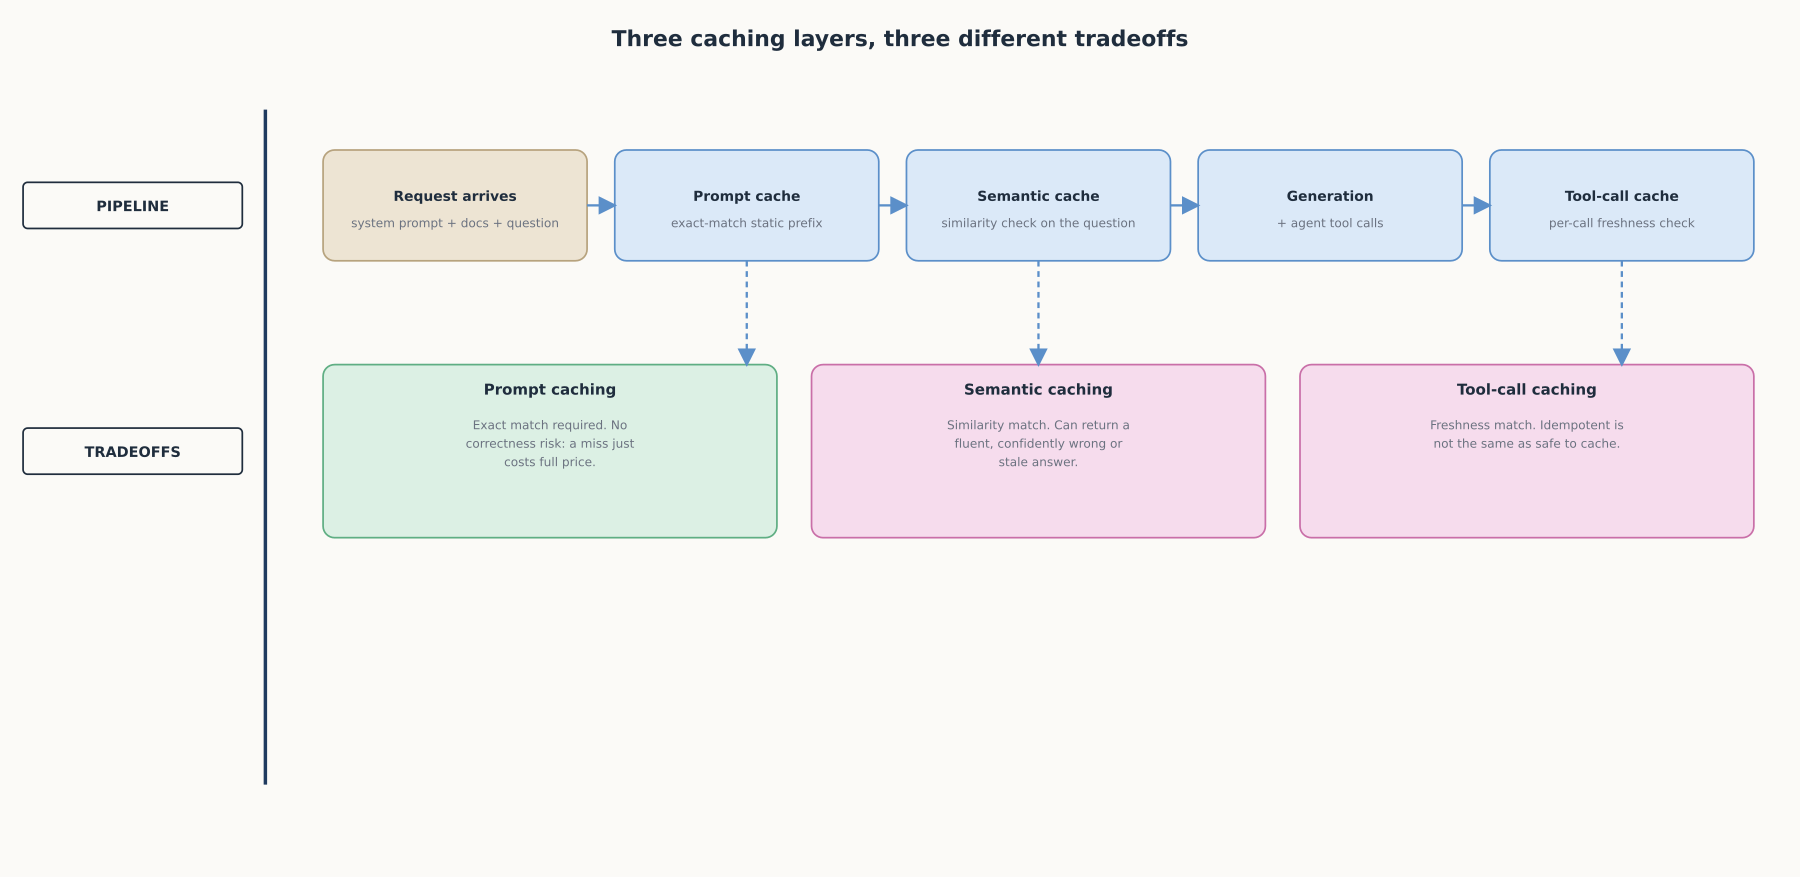 Three caching layers, three different tradeoffs
PIPELINE
Request arrives
system prompt + docs + question
Prompt cache
exact-match static prefix
Semantic cache
similarity check on the question
Generation
+ agent tool calls
Tool-call cache
per-call freshness check
TRADEOFFS
Prompt caching
Exact match required. No
correctness risk: a miss just
costs full price.
Semantic caching
Similarity match. Can return a
fluent, confidently wrong or
stale answer.
Tool-call caching
Freshness match. Idempotent is
not the same as safe to cache.